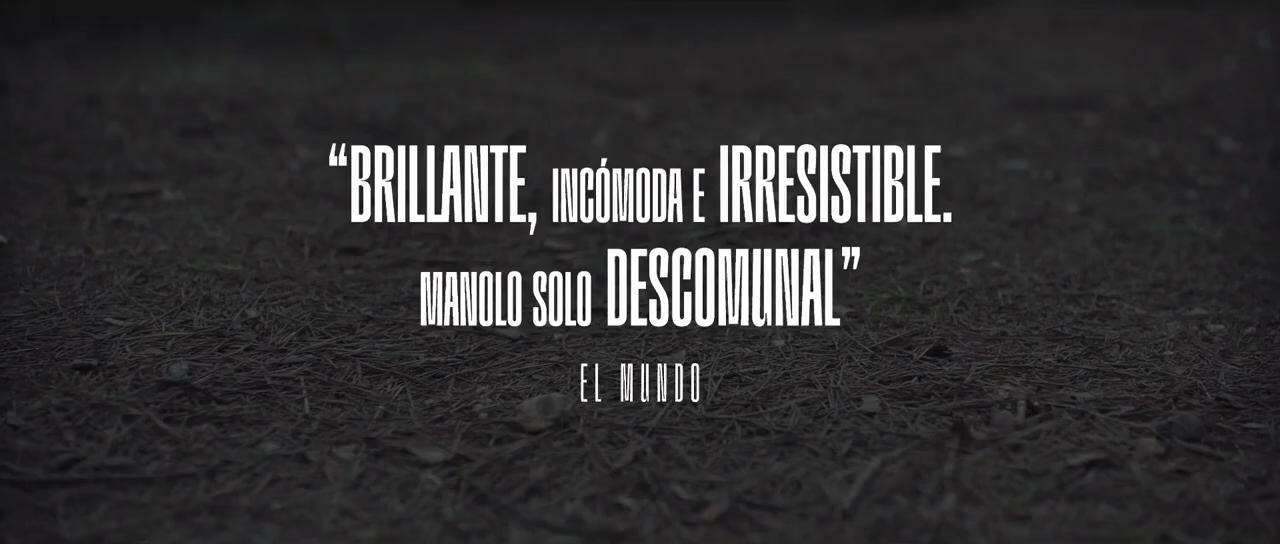 “BRILLANTE, INCÓMODA E IRRESISTIBLE.
MANOLO SOLO DESCOMUNAL”
EL MUNDO